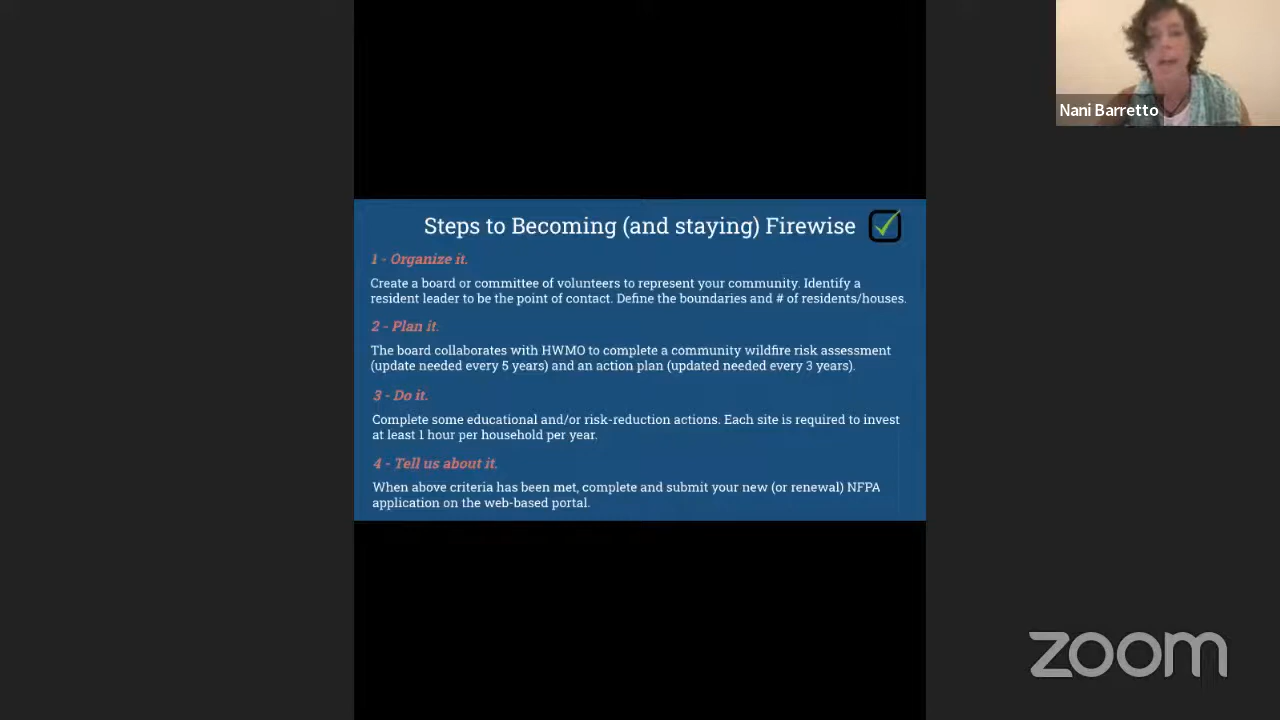 Nani Barretto
Steps to Becoming (and staying) Firewise
1 - Organize it.
Create a board or committee of volunteers to represent your community. Identify a
resident leader to be the point of contact. Define the boundaries and # of residents/houses.
2 - Plan it.
The board collaborates with HWMO to complete a community wildfire risk assessment
(update needed every 5 years) and an action plan (updated needed every 3 years).
3 - Do it.
Complete some educational and/or risk-reduction actions. Each site is required to invest
at least 1 hour per household per year.
4 - Tell us about it.
When above criteria has been met, complete and submit your new (or renewal) NFPA
application on the web-based portal.
zoom